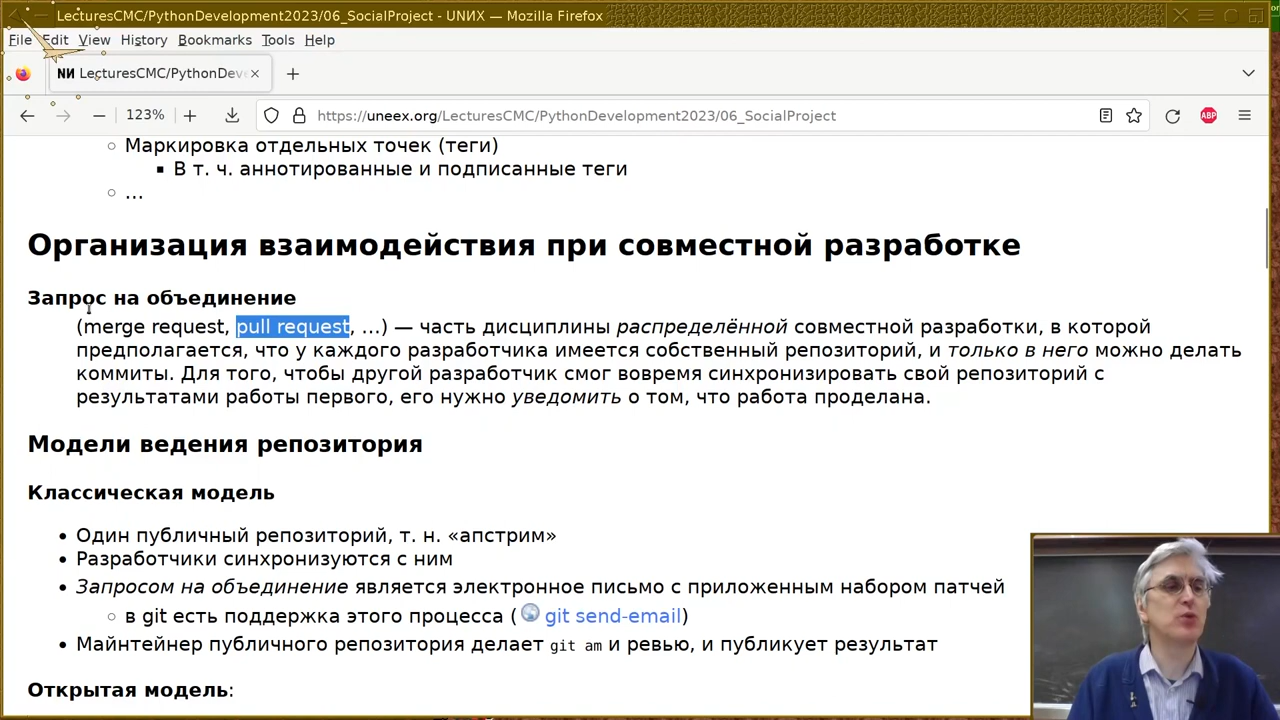 LecturesCMC/PythonDevelopment2023/06_SocialProject - UNИX — Mozilla Firefox
File Edit View History Bookmarks Tools Help
NИ LecturesCMC/PythonDeve
123%
https://uneex.org/LecturesCMC/PythonDevelopment2023/06_SocialProject
ABP
Маркировка отдельных точек (теги)
В т. ч. аннотированные и подписанные теги
…
Организация взаимодействия при совместной разработке
Запрос на объединение
(merge request, pull request, …) — часть дисциплины распределённой совместной разработки, в которой
предполагается, что у каждого разработчика имеется собственный репозиторий, и только в него можно делать
коммиты. Для того, чтобы другой разработчик смог вовремя синхронизировать свой репозиторий с
результатами работы первого, его нужно уведомить о том, что работа проделана.
Модели ведения репозитория
Классическая модель
Один публичный репозиторий, т. н. «апстрим»
Разработчики синхронизуются с ним
Запросом на объединение является электронное письмо с приложенным набором патчей
в git есть поддержка этого процесса ( git send-email)
Майнтейнер публичного репозитория делает git am и ревью, и публикует результат
Открытая модель: